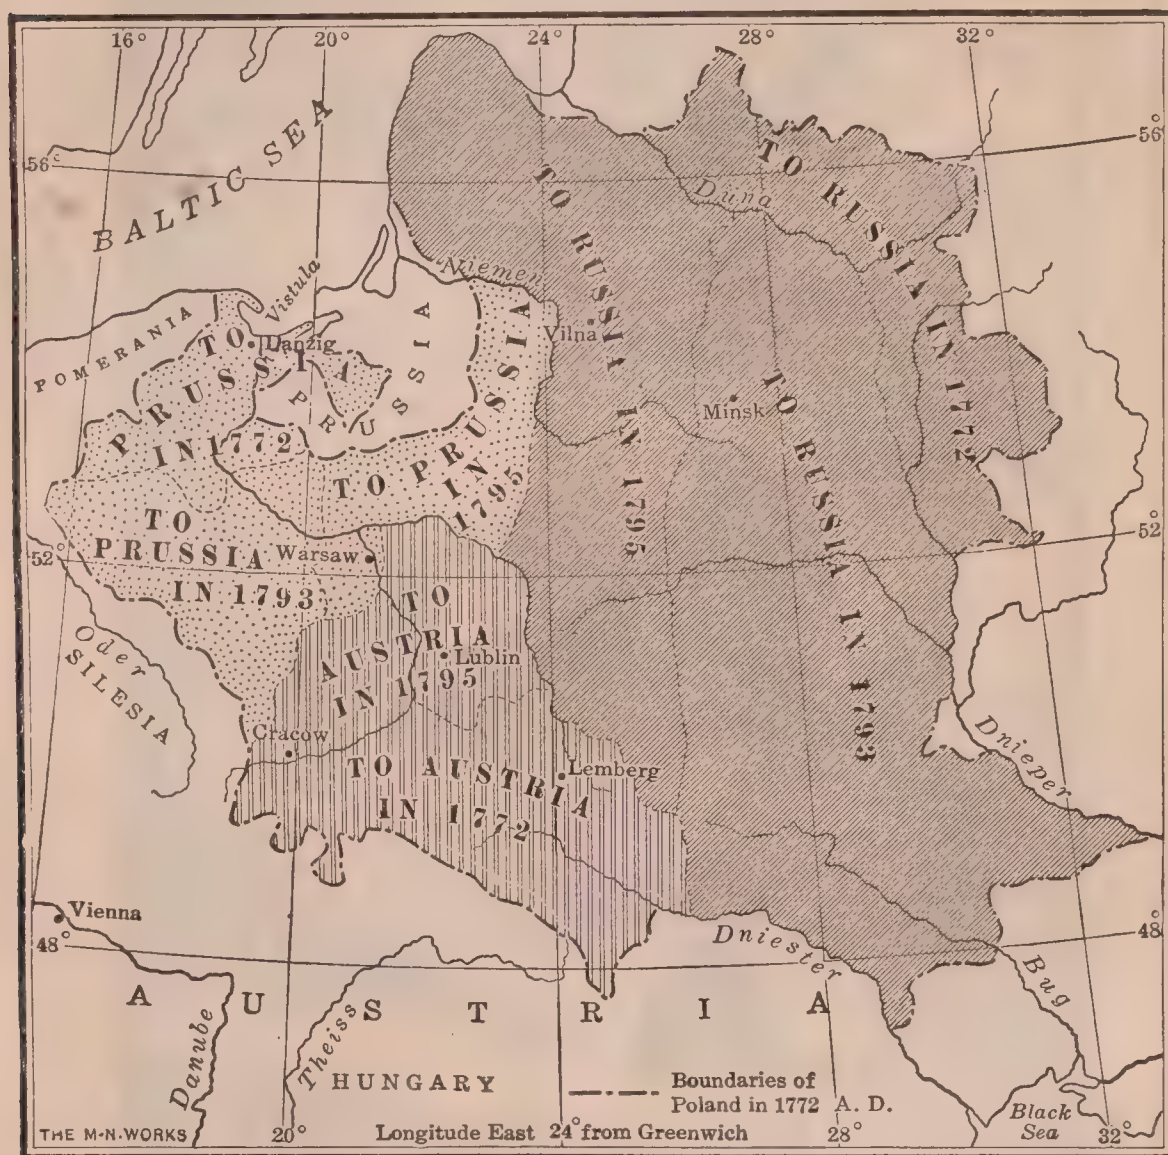 16° 20° 24° 28° 32°
56° 56°
BALTIC SEA
TO RUSSIA IN 1772
Duna
TO RUSSIA IN 1795
Niemen
Vistula
POMERANIA
Danzig
TO PRUSSIA
IN 1772
PRUSSIA
Vilna
Minsk
TO RUSSIA IN 1793
TO PRUSSIA
IN
1795
TO
PRUSSIA
IN 1793
Warsaw
52° 52°
Oder
SILESIA
TO
AUSTRIA
IN 1795
Lublin
Cracow
Lemberg
TO AUSTRIA
IN 1772
Dnieper
Vienna
48° 48°
Dniester
Bug
AUSTRIA
Danube
Theiss
HUNGARY
Boundaries of
Poland in 1772 A. D.
Black
Sea
THE M-N-WORKS
20° 24° 28° 32°
Longitude East from Greenwich